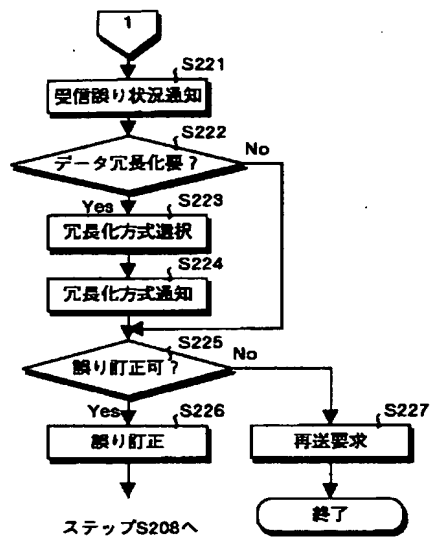 1
S221
受信誤り状況通知
S222
データ冗長化要？
No
Yes
S223
冗長化方式選択
S224
冗長化方式通知
S225
誤り訂正可？
No
Yes
S226
誤り訂正
S227
再送要求
終了
ステップS208へ